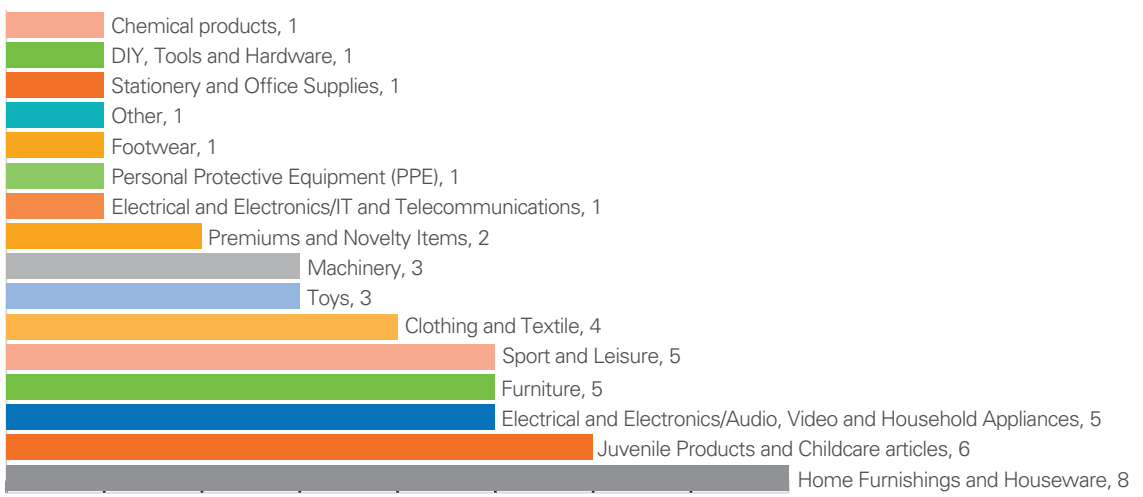 Chemical products, 1
DIY, Tools and Hardware, 1
Stationery and Office Supplies, 1
Other, 1
Footwear, 1
Personal Protective Equipment (PPE), 1
Electrical and Electronics/IT and Telecommunications, 1
Premiums and Novelty Items, 2
Machinery, 3
Toys, 3
Clothing and Textile, 4
Sport and Leisure, 5
Furniture, 5
Electrical and Electronics/Audio, Video and Household Appliances, 5
Juvenile Products and Childcare articles, 6
Home Furnishings and Houseware, 8